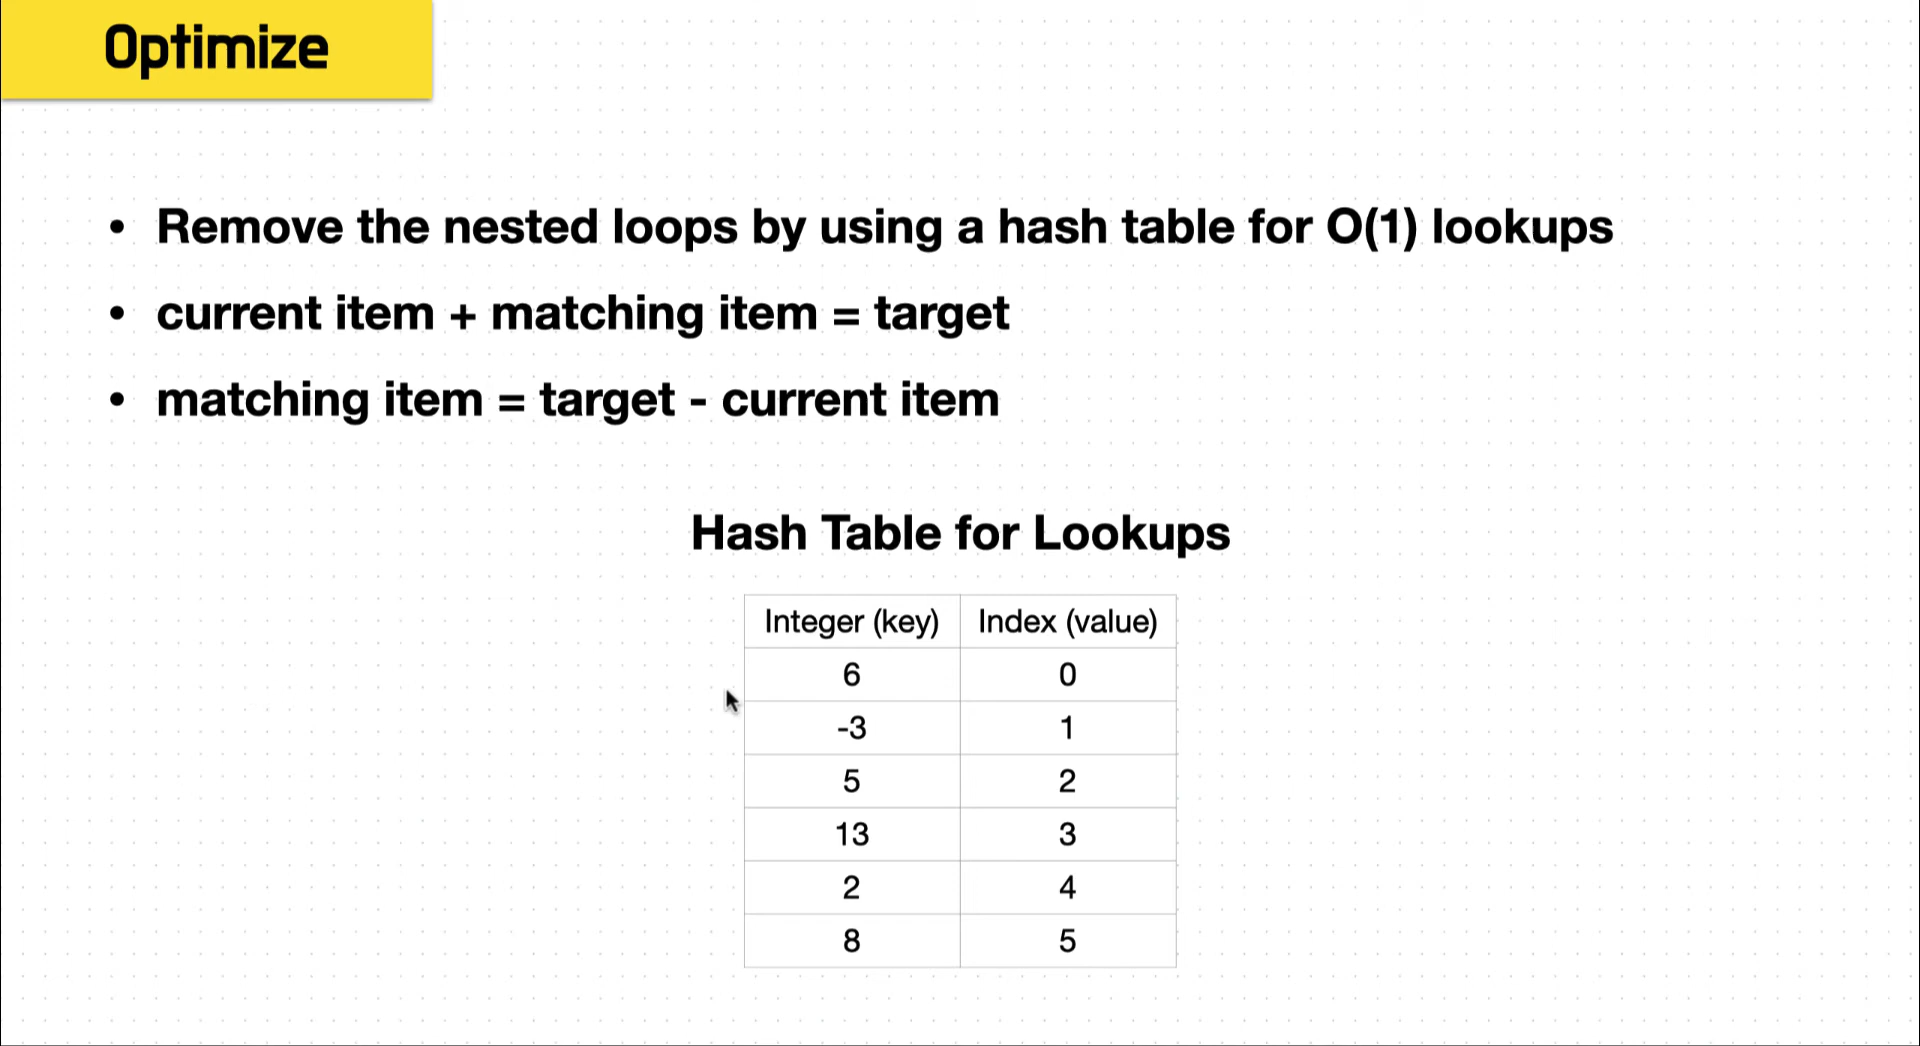 Optimize
• Remove the nested loops by using a hash table for O(1) lookups
• current item + matching item = target
• matching item = target - current item
Hash Table for Lookups
Integer (key) Index (value)
6 0
-3 1
5 2
13 3
2 4
8 5